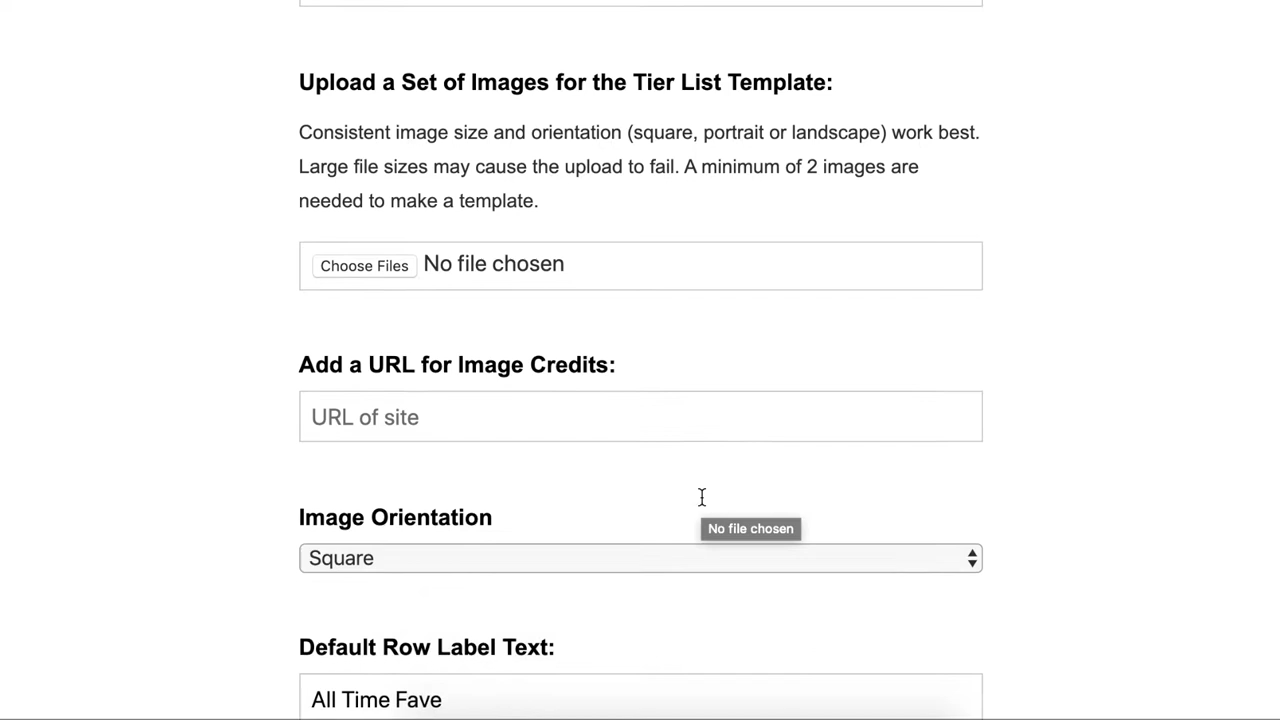 Upload a Set of Images for the Tier List Template:
Consistent image size and orientation (square, portrait or landscape) work best.
Large file sizes may cause the upload to fail. A minimum of 2 images are
needed to make a template.
Choose Files No file chosen
Add a URL for Image Credits:
URL of site
Image Orientation
No file chosen
Square
Default Row Label Text:
All Time Fave